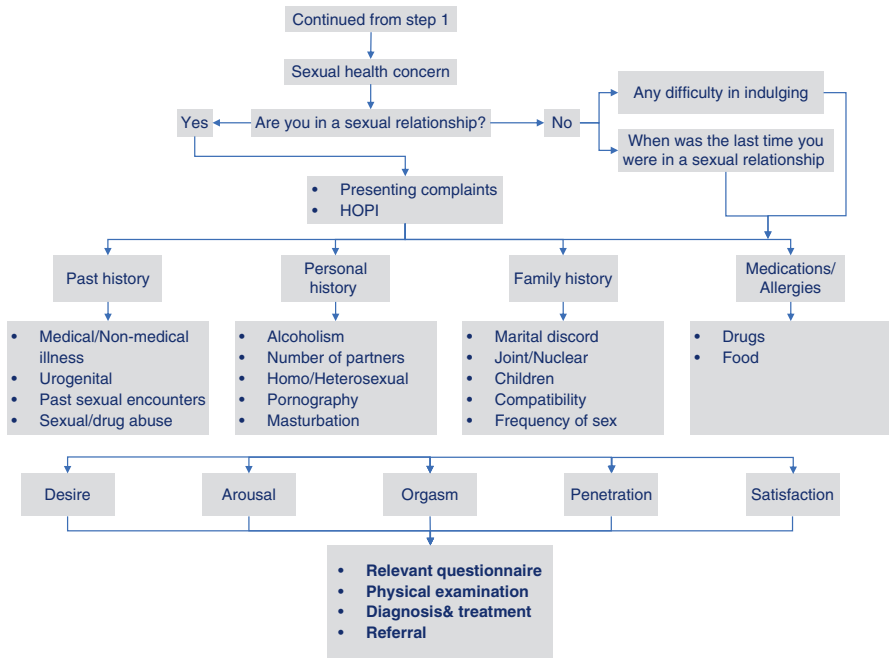 Continued from step 1
Sexual health concern
Are you in a sexual relationship?
Yes
No
Any difficulty in indulging
When was the last time you
were in a sexual relationship
• Presenting complaints
• HOPI
Past history
Personal
history
Family history
Medications/
Allergies
• Medical/Non-medical
illness
• Urogenital
• Past sexual encounters
• Sexual/drug abuse
• Alcoholism
• Number of partners
• Homo/Heterosexual
• Pornography
• Masturbation
• Marital discord
• Joint/Nuclear
• Children
• Compatibility
• Frequency of sex
• Drugs
• Food
Desire
Arousal
Orgasm
Penetration
Satisfaction
• Relevant questionnaire
• Physical examination
• Diagnosis& treatment
• Referral